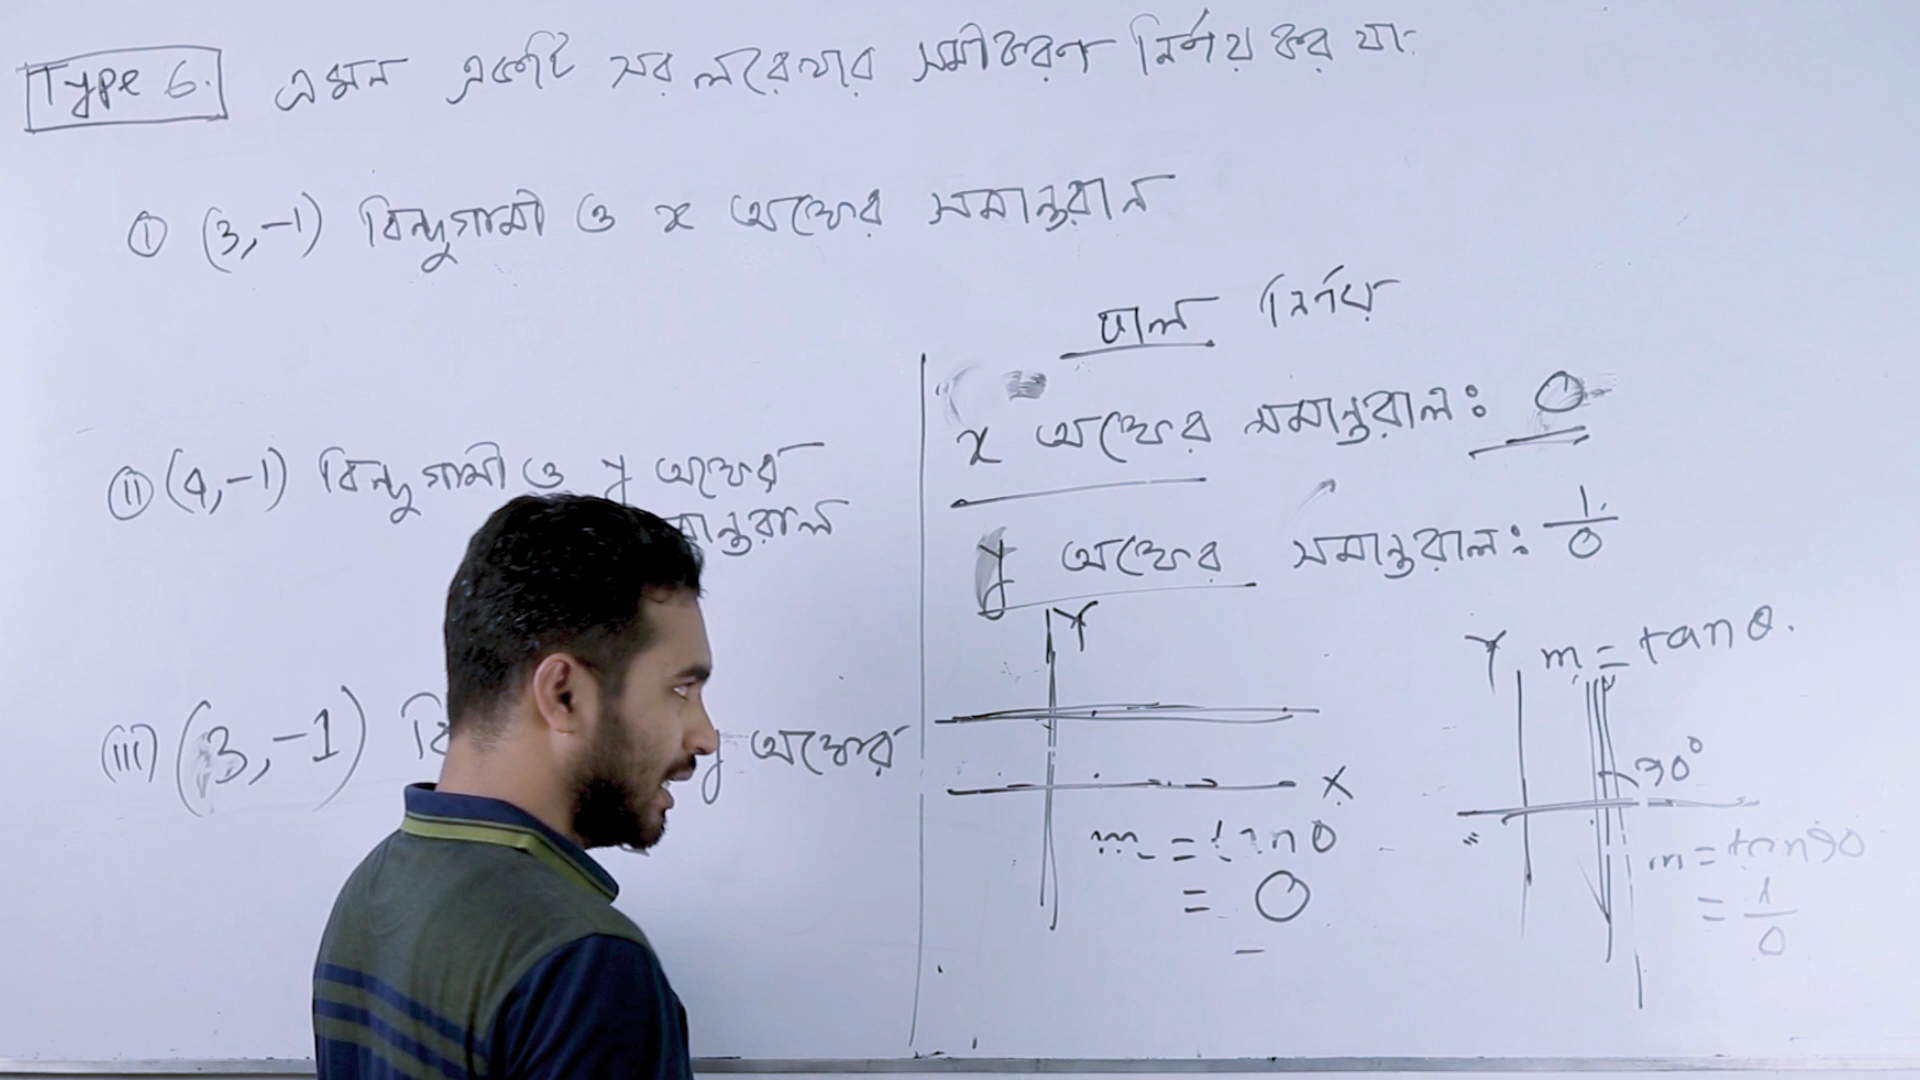 Type 6. এমন একটি সরলরেখার সমীকরণ নির্ণয় কর যা:
(i) (3,-1) বিন্দুগামী ও x অক্ষের সমান্তরাল
(ii) (4,-1) বিন্দুগামী ও y অক্ষের
ান্তরাল
(iii) (3,-1) বি y অক্ষের
ঢাল নির্ণয়
x অক্ষের সমান্তরালঃ 0
y অক্ষের সমান্তরালঃ 1/0
Y
X
m = tan 0
= 0
Y m = tan θ.
90°
m = tan 90
= 1/0